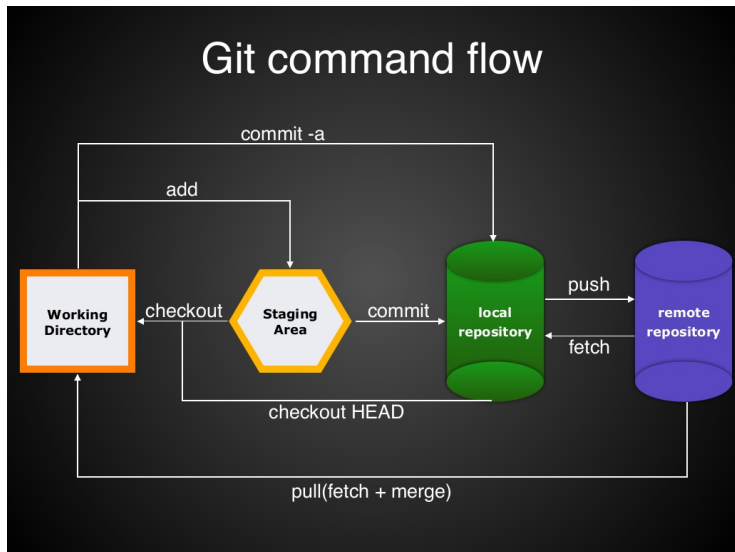 Git command flow
commit -a
add
Working
Directory
checkout
Staging
Area
commit
local
repository
push
fetch
remote
repository
checkout HEAD
pull(fetch + merge)